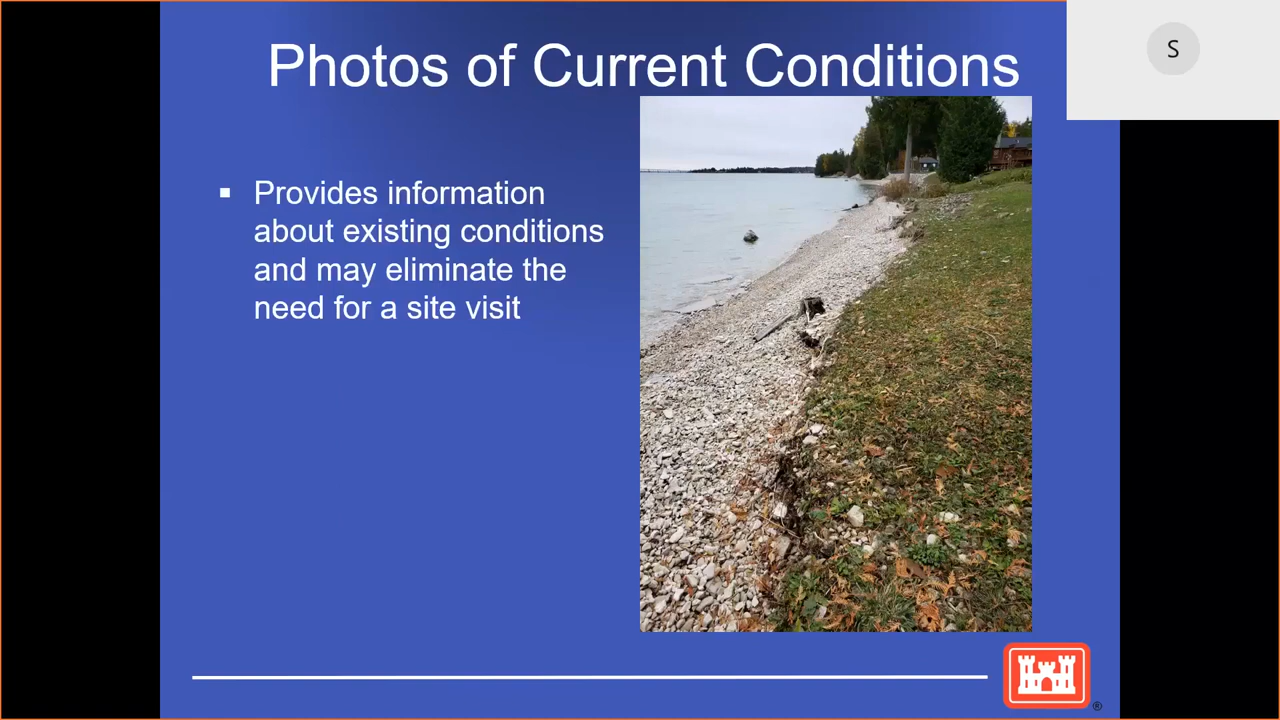 Photos of Current Conditions
S
▪ Provides information
about existing conditions
and may eliminate the
need for a site visit
®